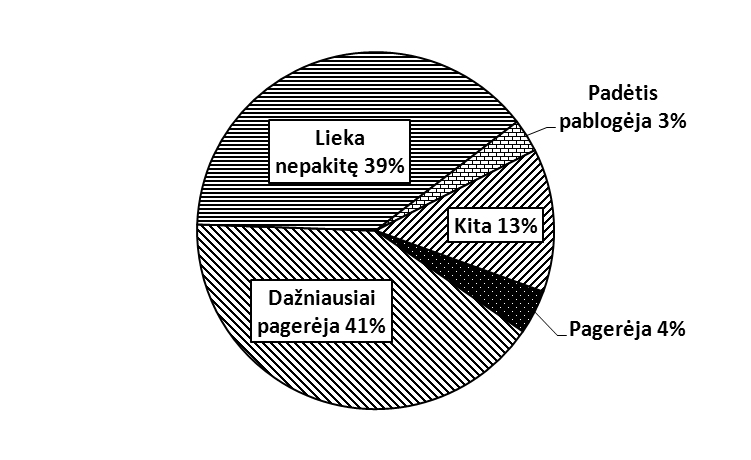 Padėtis
pablogėja 3%
Lieka
nepakitę 39%
Kita 13%
Dažniausiai
pagerėja 41%
Pagerėja 4%